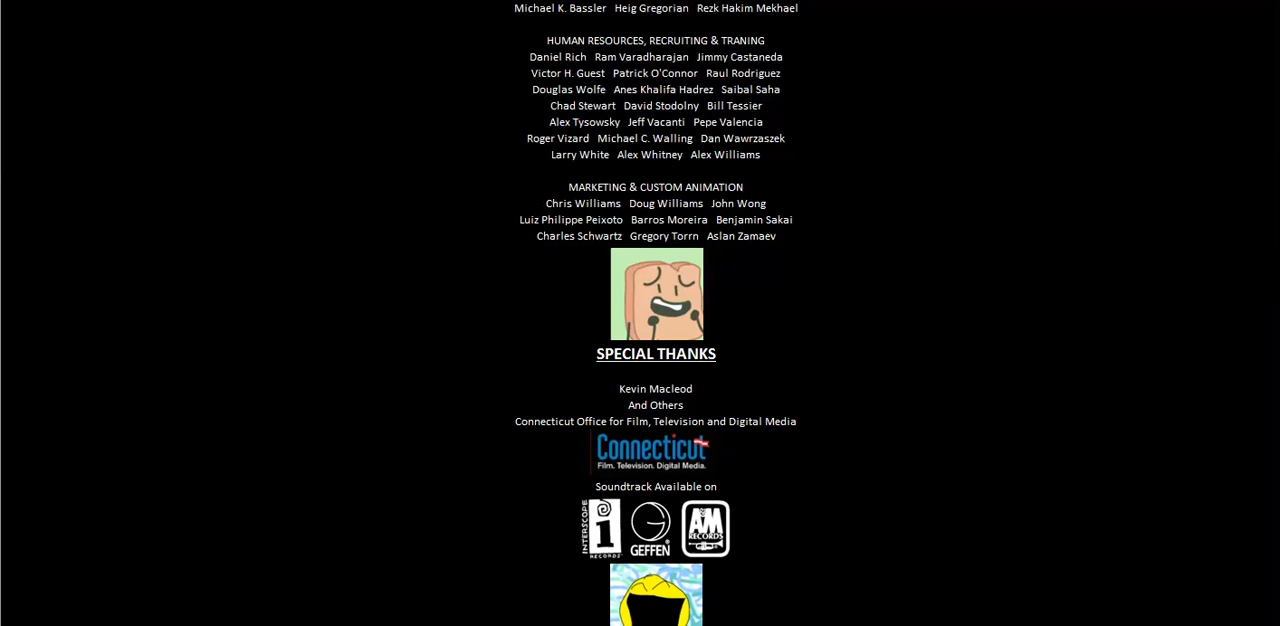 Michael K. Bassler Heig Gregorian Rezk Hakim Mekhael
HUMAN RESOURCES, RECRUITING & TRANING
Daniel Rich Ram Varadharajan Jimmy Castaneda
Victor H. Guest Patrick O'Connor Raul Rodriguez
Douglas Wolfe Anes Khalifa Hadrez Saibal Saha
Chad Stewart David Stodolny Bill Tessier
Alex Tysowsky Jeff Vacanti Pepe Valencia
Roger Vizard Michael C. Walling Dan Wawrzaszek
Larry White Alex Whitney Alex Williams
MARKETING & CUSTOM ANIMATION
Chris Williams Doug Williams John Wong
Luiz Philippe Peixoto Barros Moreira Benjamin Sakai
Charles Schwartz Gregory Torrn Aslan Zamaev
SPECIAL THANKS
Kevin Macleod
And Others
Connecticut Office for Film, Television and Digital Media
Connecticut
Film. Television. Digital Media.
Soundtrack Available on
INTERSCOPE i RECORDS
GEFFEN
A&M RECORDS